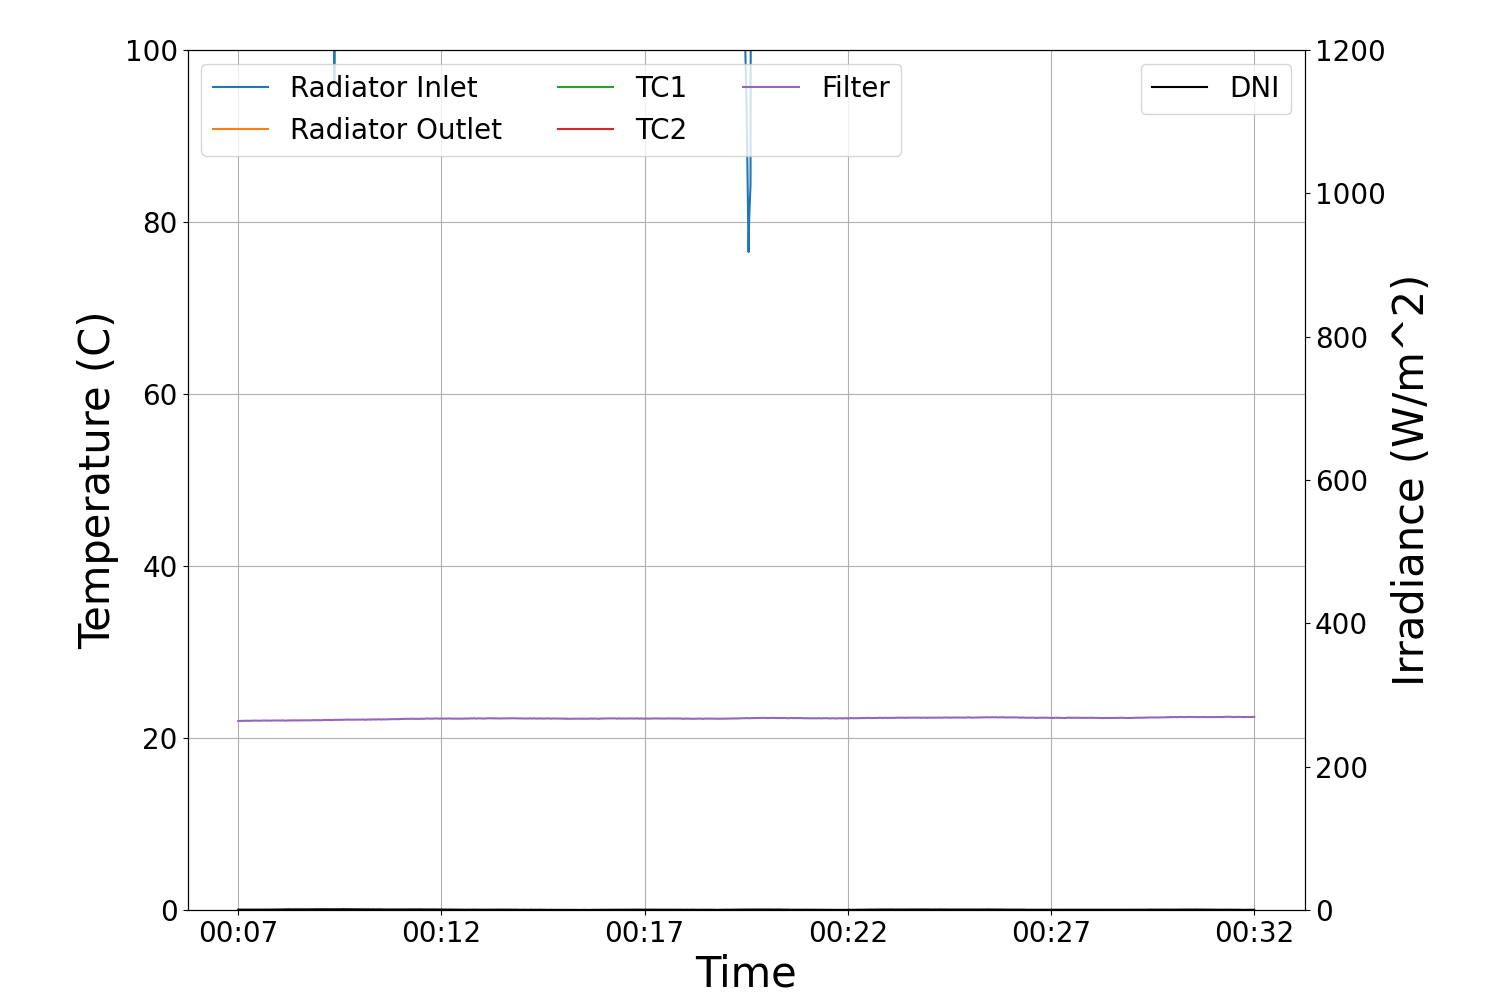 100
80
60
40
20
0
Temperature (C)
Radiator Inlet
Radiator Outlet
TC1
TC2
Filter
DNI
1200
1000
800
600
400
200
0
Irradiance (W/m^2)
00:07 00:12 00:17 00:22 00:27 00:32
Time